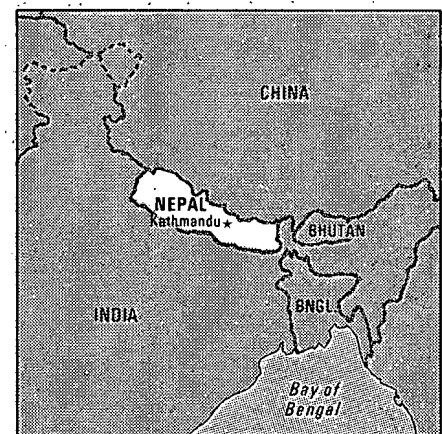 CHINA
NEPAL
Kathmandu
BHUTAN
INDIA
BNGL.
Bay of
Bengal